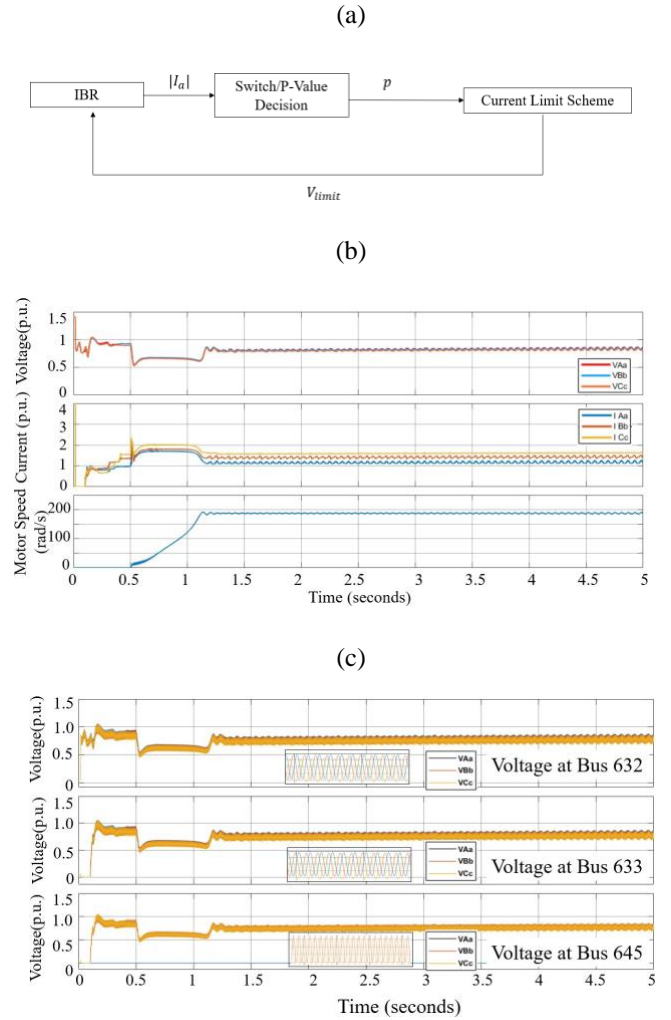 (a)
IBR
|I_a|
Switch/P-Value
Decision
p
Current Limit Scheme
V_limit
(b)
Voltage(p.u.)
1.5
1
0.5
0
VAa
VBb
VCc
Current (p.u.)
4
3
2
1
0
I Aa
I Bb
I Cc
Motor Speed
(rad/s)
200
100
0
0 0.5 1 1.5 2 2.5 3 3.5 4 4.5 5
Time (seconds)
(c)
Voltage(p.u.)
1.5
1.0
0.5
0
VAa
VBb
VCc
Voltage at Bus 632
Voltage(p.u.)
1.5
1.0
0.5
0
VAa
VBb
VCc
Voltage at Bus 633
Voltage(p.u.)
1.5
1.0
0.5
0
VAa
VBb
VCc
Voltage at Bus 645
0 0.5 1 1.5 2 2.5 3 3.5 4 4.5 5
Time (seconds)